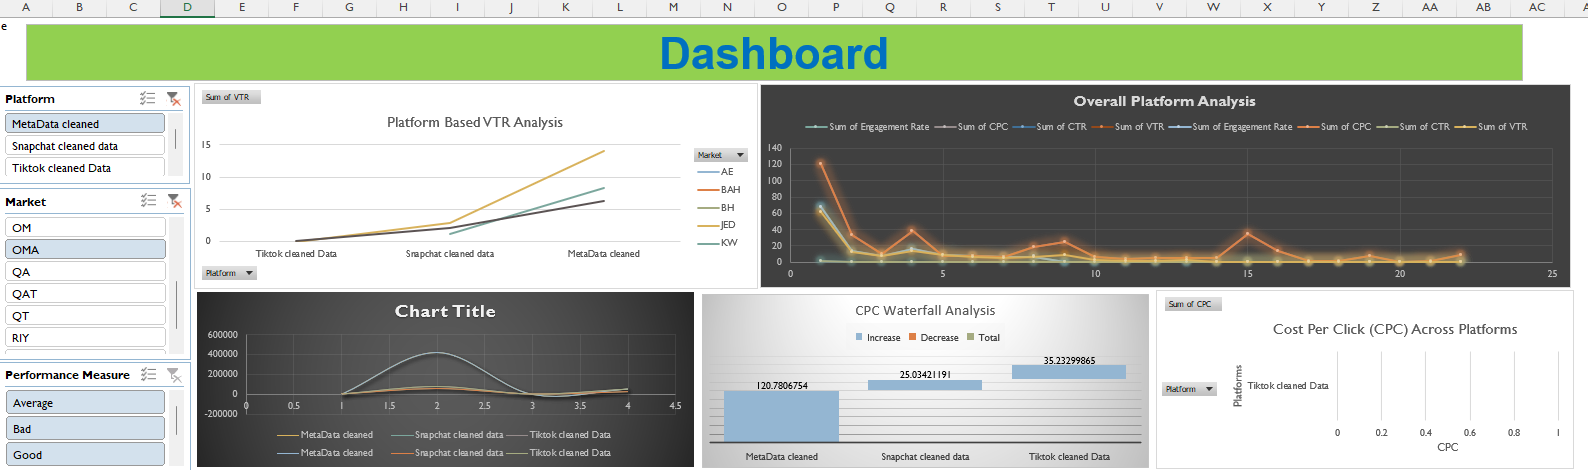 A B C D E F G H I J K L M N O P Q R S T U V W X Y Z AA AB AC
e
Dashboard
Platform
MetaData cleaned
Snapchat cleaned data
Tiktok cleaned Data
Market
OM
OMA
QA
QAT
QT
RIY
Performance Measure
Average
Bad
Good
Sum of VTR
Platform Based VTR Analysis
15
10
5
0
Tiktok cleaned Data Snapchat cleaned data MetaData cleaned
Market
AE
BAH
BH
JED
KW
Platform
Overall Platform Analysis
Sum of Engagement Rate Sum of CPC Sum of CTR Sum of VTR Sum of Engagement Rate Sum of CPC Sum of CTR Sum of VTR
140
120
100
80
60
40
20
0
0 5 10 15 20 25
Chart Title
600000
400000
200000
0
-200000
0 0.5 1 1.5 2 2.5 3 3.5 4 4.5
MetaData cleaned Snapchat cleaned data Tiktok cleaned Data
MetaData cleaned Snapchat cleaned data Tiktok cleaned Data
CPC Waterfall Analysis
Increase Decrease Total
120.7806754
25.03421191
35.23299865
MetaData cleaned Snapchat cleaned data Tiktok cleaned Data
Sum of CPC
Cost Per Click (CPC) Across Platforms
Platform
Platforms
Tiktok cleaned Data
0 0.2 0.4 0.6 0.8 1
CPC